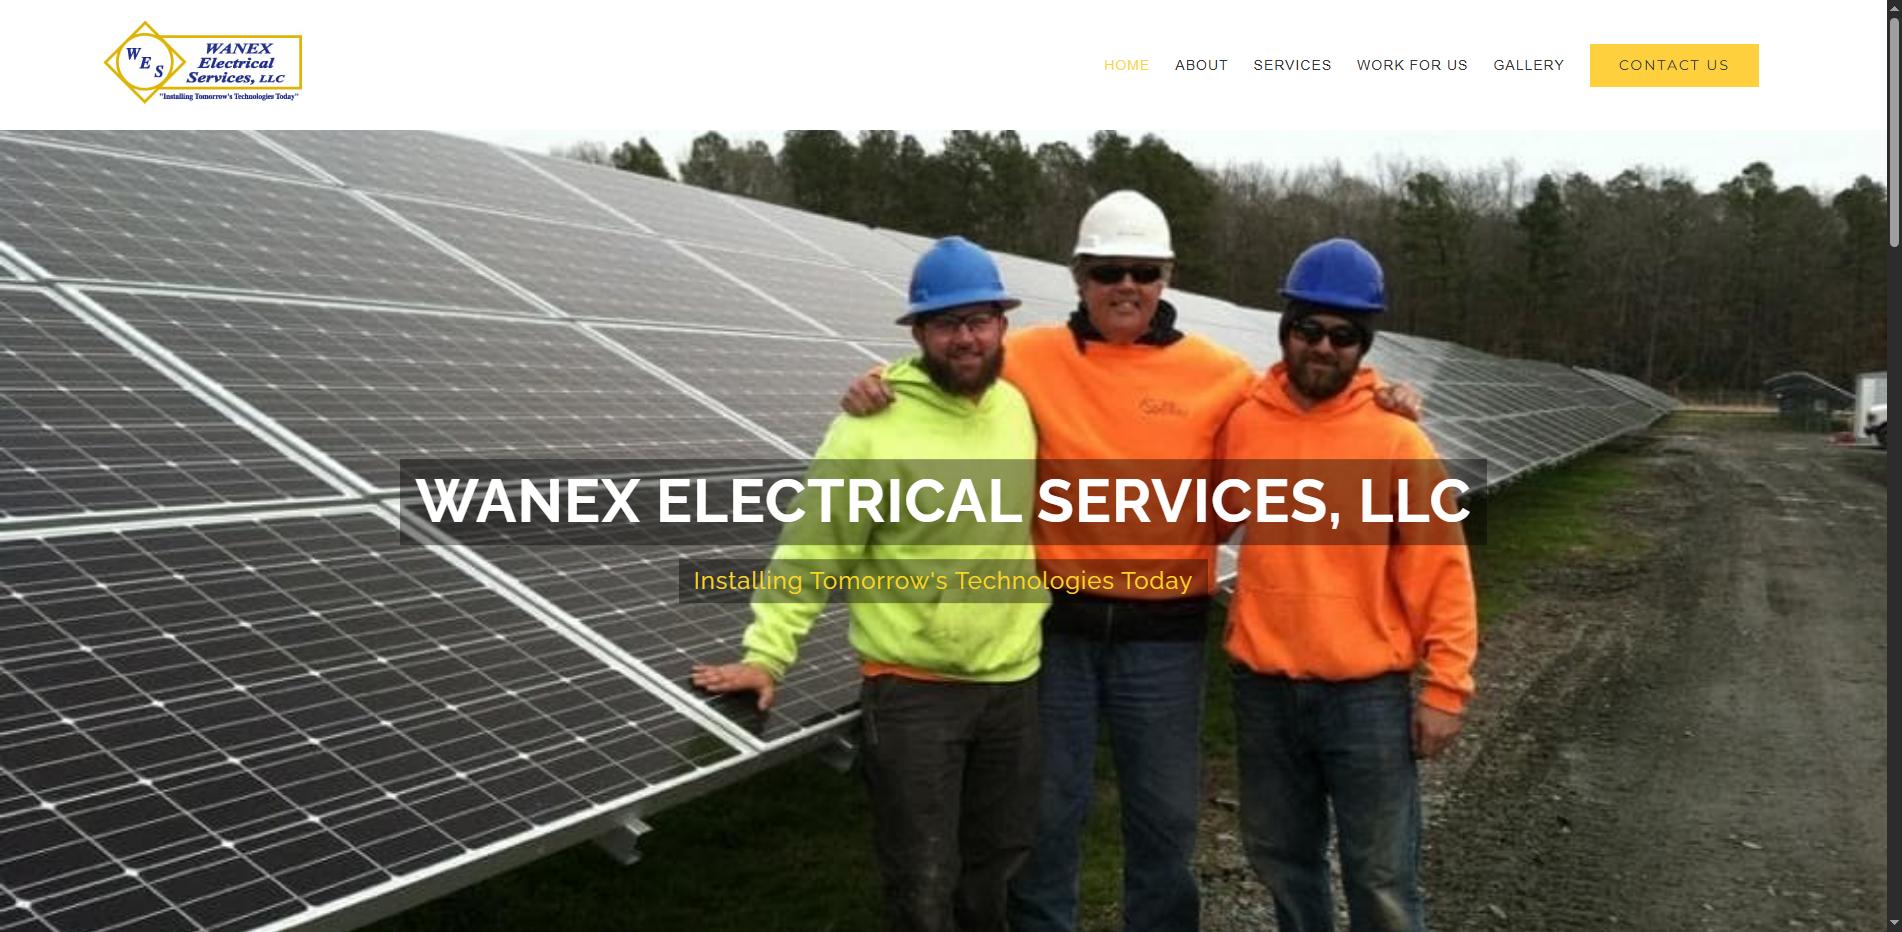 W E S
WANEX
Electrical
Services, LLC
"Installing Tomorrow's Technologies Today"
HOME ABOUT SERVICES WORK FOR US GALLERY CONTACT US
WANEX ELECTRICAL SERVICES, LLC
Installing Tomorrow's Technologies Today